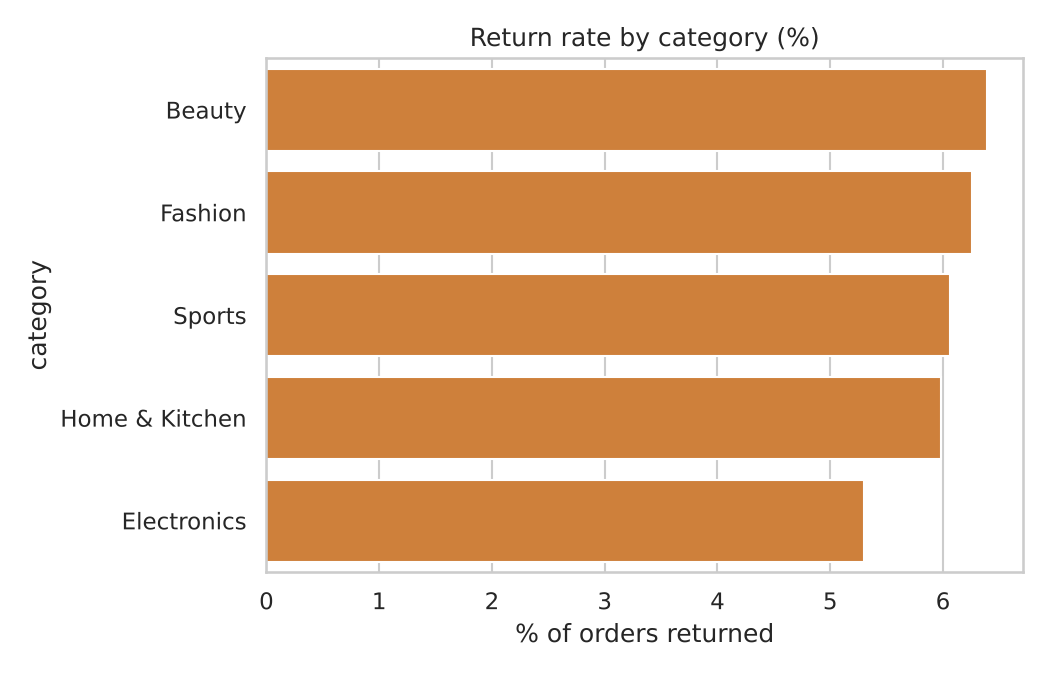 Return rate by category (%)
category
Beauty
Fashion
Sports
Home & Kitchen
Electronics
0 1 2 3 4 5 6
% of orders returned